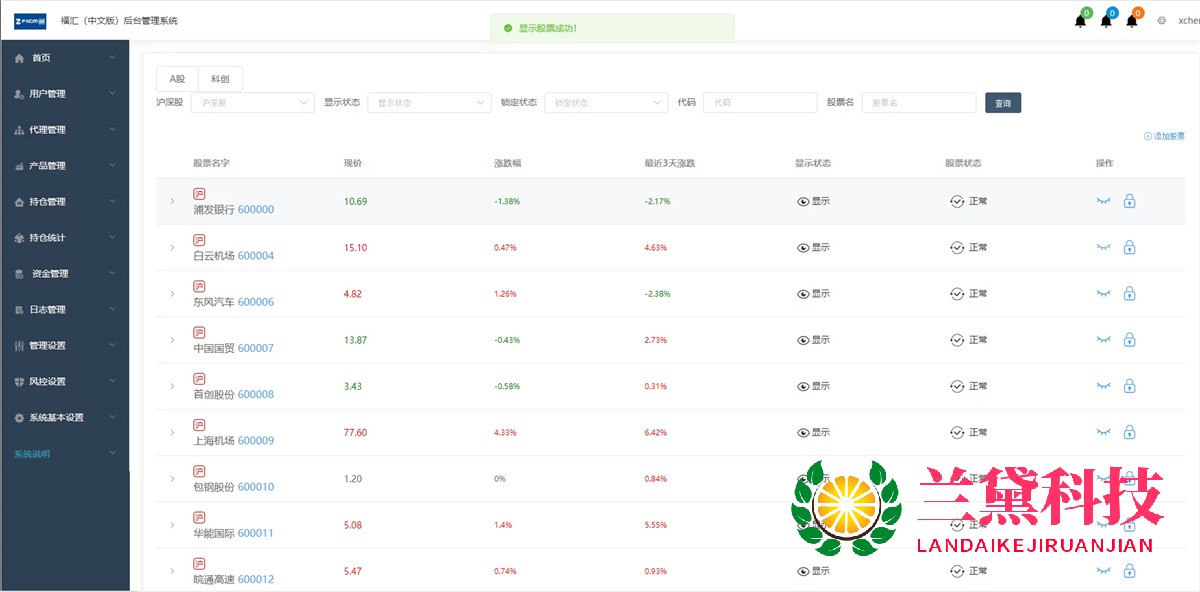 FXCM 福汇（中文版）后台管理系统
显示股票成功！
0 0 0
xcher
首页
用户管理
代理管理
产品管理
持仓管理
持仓统计
资金管理
日志管理
管理设置
风控设置
系统基本设置
系统说明
A股 科创
沪深股 沪深股 显示状态 显示状态 锁定状态 锁定状态 代码 代码 股票名 股票名 查询
添加股票
股票名字 现价 涨跌幅 最近3天涨跌 显示状态 股票状态 操作
沪
浦发银行 600000 10.69 -1.38% -2.17% 显示 正常
沪
白云机场 600004 15.10 0.47% 4.63% 显示 正常
沪
东风汽车 600006 4.82 1.26% -2.38% 显示 正常
沪
中国国贸 600007 13.87 -0.43% 2.73% 显示 正常
沪
首创股份 600008 3.43 -0.58% 0.31% 显示 正常
沪
上海机场 600009 77.60 4.33% 6.42% 显示 正常
沪
包钢股份 600010 1.20 0% 0.84% 显示 正常
沪
华能国际 600011 5.08 1.4% 5.55% 显示 正常
沪
皖通高速 600012 5.47 0.74% 0.93% 显示 正常
兰黛科技
LANDAIKEJIRUANJIAN